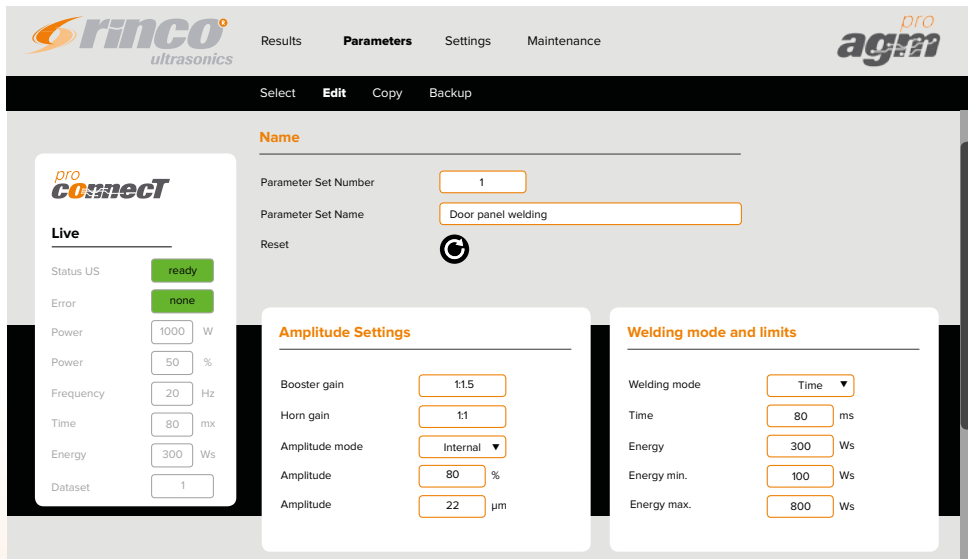 rinco®
ultrasonics
Results Parameters Settings Maintenance
pro
agm
Select Edit Copy Backup
Name
Parameter Set Number 1
Parameter Set Name Door panel welding
Reset
pro
connecT
Live
Status US ready
Error none
Power 1000 W
Power 50 %
Frequency 20 Hz
Time 80 mx
Energy 300 Ws
Dataset 1
Amplitude Settings
Booster gain 1:1.5
Horn gain 1:1
Amplitude mode Internal
Amplitude 80 %
Amplitude 22 µm
Welding mode and limits
Welding mode Time
Time 80 ms
Energy 300 Ws
Energy min. 100 Ws
Energy max. 800 Ws